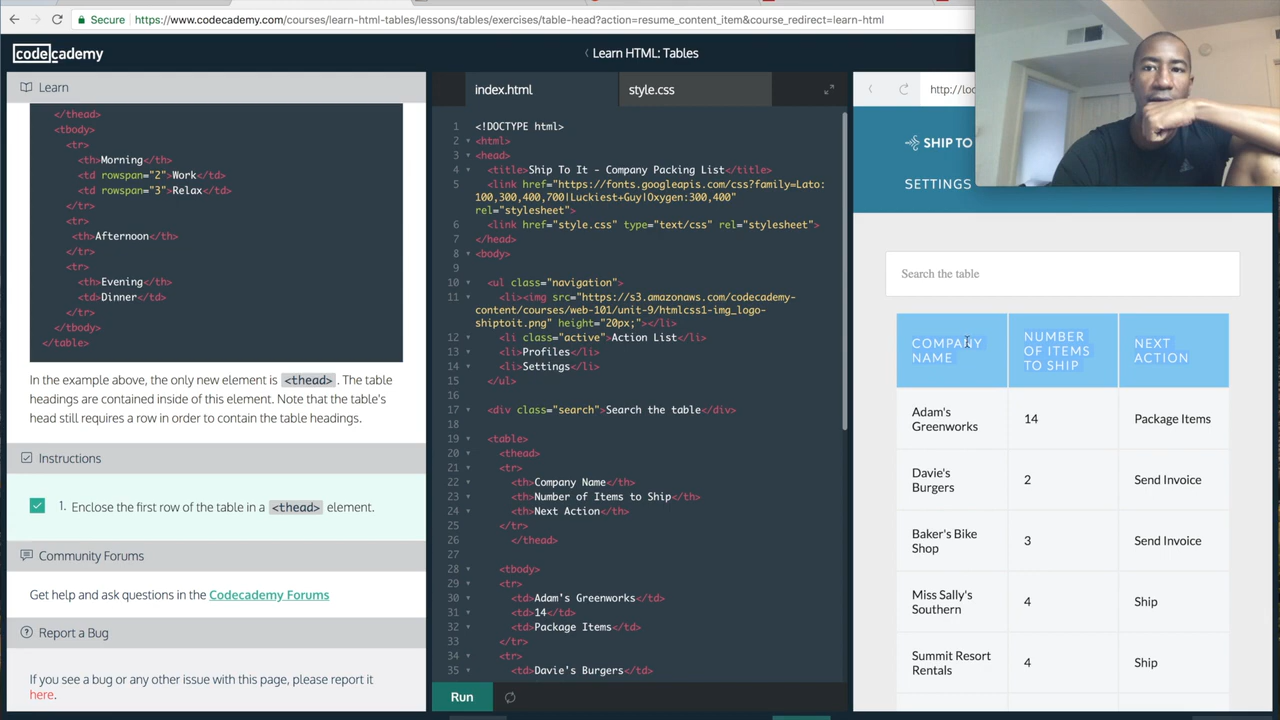 Secure
https://www.codecademy.com/courses/learn-html-tables/lessons/tables/exercises/table-head?action=resume_content_item&course_redirect=learn-html
codecademy
Learn HTML: Tables
Learn
</thead>
<tbody>
<tr>
<th>Morning</th>
<td rowspan="2">Work</td>
<td rowspan="3">Relax</td>
</tr>
<tr>
<th>Afternoon</th>
</tr>
<tr>
<th>Evening</th>
<td>Dinner</td>
</tr>
</tbody>
</table>
In the example above, the only new element is <thead>. The table
headings are contained inside of this element. Note that the table's
head still requires a row in order to contain the table headings.
Instructions
1. Enclose the first row of the table in a <thead> element.
Community Forums
Get help and ask questions in the Codecademy Forums
Report a Bug
If you see a bug or any other issue with this page, please report it
here.
index.html
style.css
1 <!DOCTYPE html>
2 <html>
3 <head>
4 <title>Ship To It - Company Packing List</title>
5 <link href="https://fonts.googleapis.com/css?family=Lato:
100,300,400,700|Luckiest+Guy|Oxygen:300,400"
rel="stylesheet">
6 <link href="style.css" type="text/css" rel="stylesheet">
7 </head>
8 <body>
9
10 <ul class="navigation">
11 <li><img src="https://s3.amazonaws.com/codecademy-
content/courses/web-101/unit-9/htmlcss1-img_logo-
shiptoit.png" height="20px;"></li>
12 <li class="active">Action List</li>
13 <li>Profiles</li>
14 <li>Settings</li>
15 </ul>
16
17 <div class="search">Search the table</div>
18
19 <table>
20 <thead>
21 <tr>
22 <th>Company Name</th>
23 <th>Number of Items to Ship</th>
24 <th>Next Action</th>
25 </tr>
26 </thead>
27
28 <tbody>
29 <tr>
30 <td>Adam's Greenworks</td>
31 <td>14</td>
32 <td>Package Items</td>
33 </tr>
34 <tr>
35 <td>Davie's Burgers</td>
Run
http://loc
SHIP TO
SETTINGS
Search the table
COMPANY
NAME
NUMBER
OF ITEMS
TO SHIP
NEXT
ACTION
Adam's
Greenworks
14
Package Items
Davie's
Burgers
2
Send Invoice
Baker's Bike
Shop
3
Send Invoice
Miss Sally's
Southern
4
Ship
Summit Resort
Rentals
4
Ship